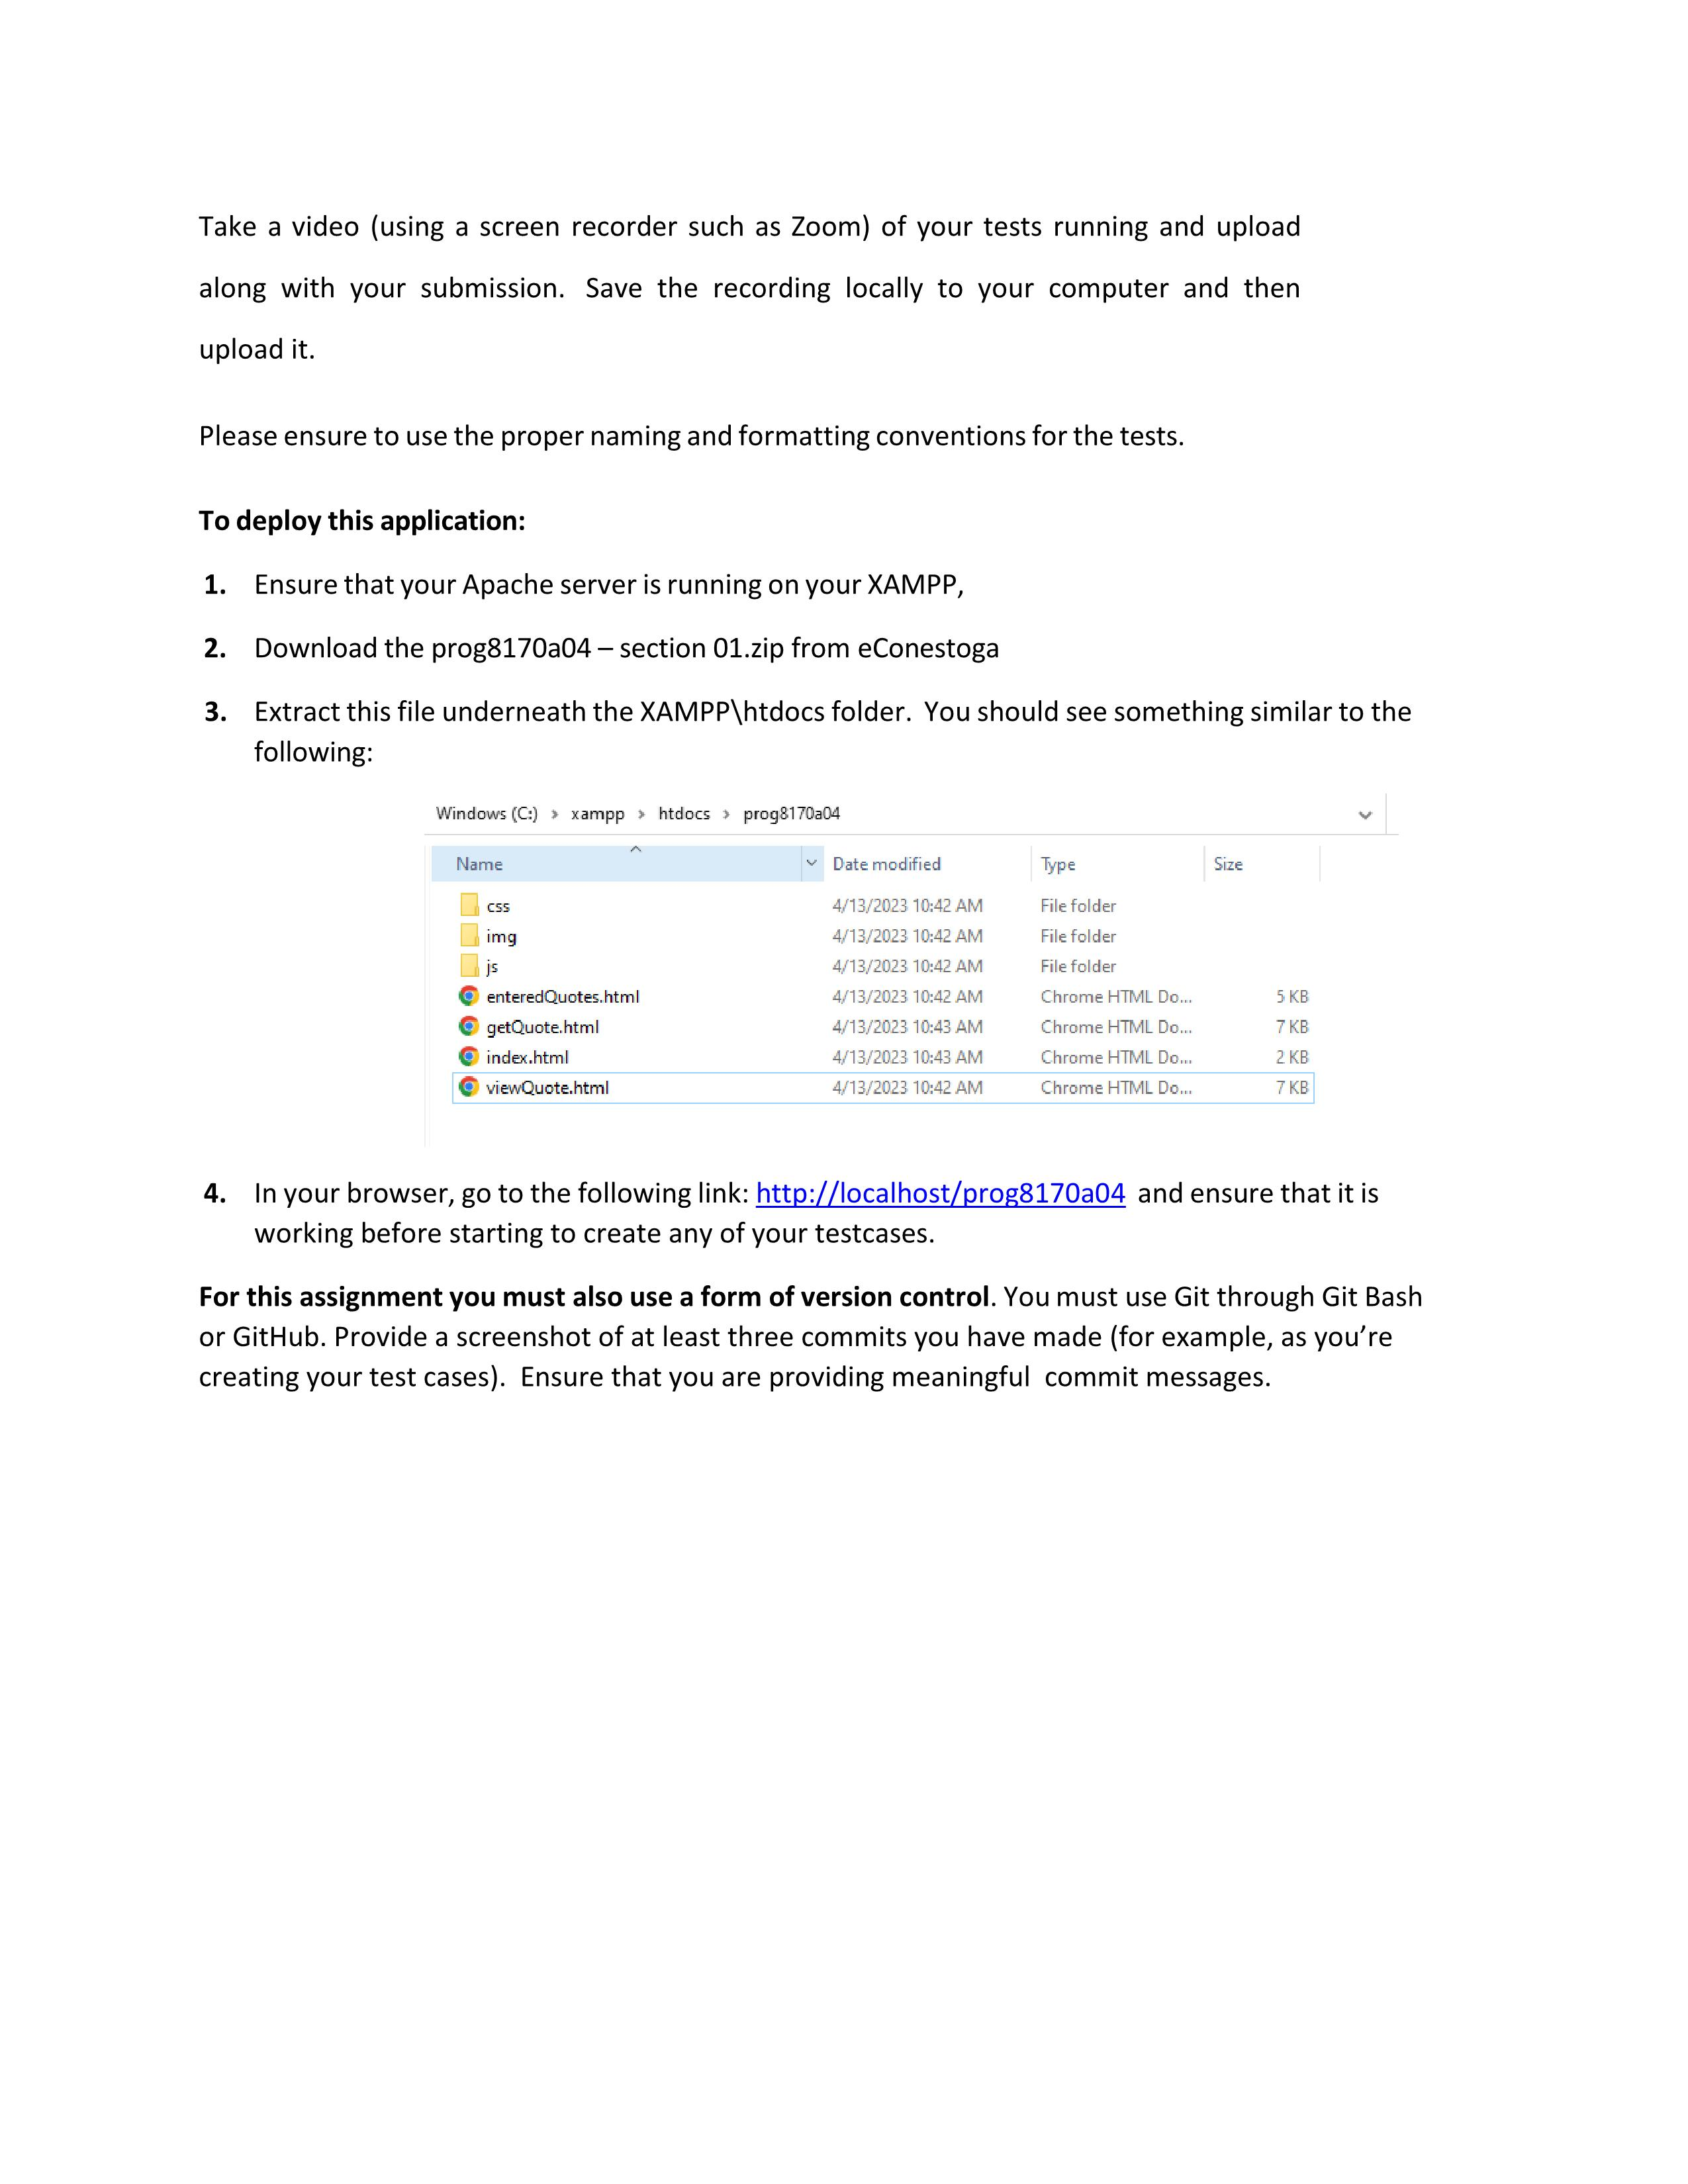 Take a video (using a screen recorder such as Zoom) of your tests running and upload
along with your submission. Save the recording locally to your computer and then
upload it.
Please ensure to use the proper naming and formatting conventions for the tests.
To deploy this application:
1. Ensure that your Apache server is running on your XAMPP,
2. Download the prog8170a04 – section 01.zip from eConestoga
3. Extract this file underneath the XAMPP\htdocs folder. You should see something similar to the
following:
Windows (C:) › xampp › htdocs › prog8170a04
Name Date modified Type Size
css 4/13/2023 10:42 AM File folder
img 4/13/2023 10:42 AM File folder
js 4/13/2023 10:42 AM File folder
enteredQuotes.html 4/13/2023 10:42 AM Chrome HTML Do... 5 KB
getQuote.html 4/13/2023 10:43 AM Chrome HTML Do... 7 KB
index.html 4/13/2023 10:43 AM Chrome HTML Do... 2 KB
viewQuote.html 4/13/2023 10:42 AM Chrome HTML Do... 7 KB
4. In your browser, go to the following link: http://localhost/prog8170a04 and ensure that it is
working before starting to create any of your testcases.
For this assignment you must also use a form of version control. You must use Git through Git Bash
or GitHub. Provide a screenshot of at least three commits you have made (for example, as you’re
creating your test cases). Ensure that you are providing meaningful commit messages.